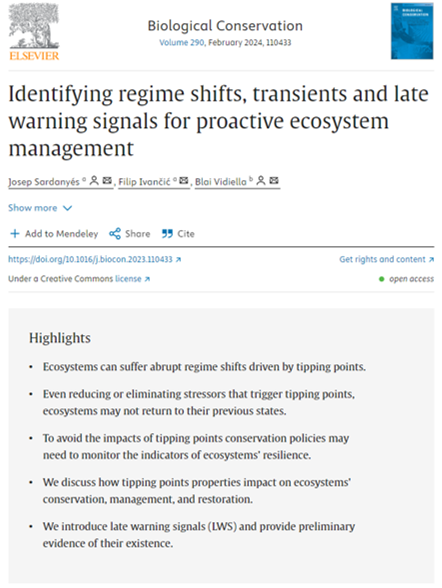 ELSEVIER
Biological Conservation
Volume 290, February 2024, 110433
BIOLOGICAL
CONSERVATION
Identifying regime shifts, transients and late
warning signals for proactive ecosystem
management
Josep Sardanyés a, Filip Ivančić a, Blai Vidiella b
Show more
+ Add to Mendeley Share Cite
https://doi.org/10.1016/j.biocon.2023.110433 ↗ Get rights and content ↗
Under a Creative Commons license ↗ • open access
Highlights
• Ecosystems can suffer abrupt regime shifts driven by tipping points.
• Even reducing or eliminating stressors that trigger tipping points,
ecosystems may not return to their previous states.
• To avoid the impacts of tipping points conservation policies may
need to monitor the indicators of ecosystems' resilience.
• We discuss how tipping points properties impact on ecosystems'
conservation, management, and restoration.
• We introduce late warning signals (LWS) and provide preliminary
evidence of their existence.